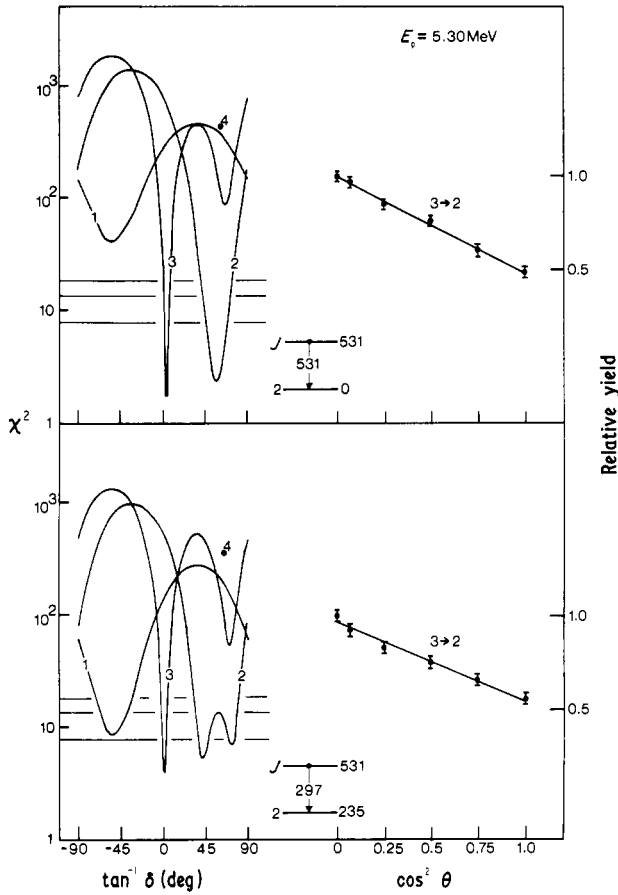 E_p = 5.30 MeV
10³
10²
10
1
χ²
1
2
3
4
J 531
531
2 0
3→2
1.0
0.5
Relative yield
10³
10²
10
1
1
2
3
4
J 531
297
2 235
3→2
1.0
0.5
-90 -45 0 45 90
0 0.25 0.5 0.75 1.0
tan⁻¹ δ (deg)
cos² θ